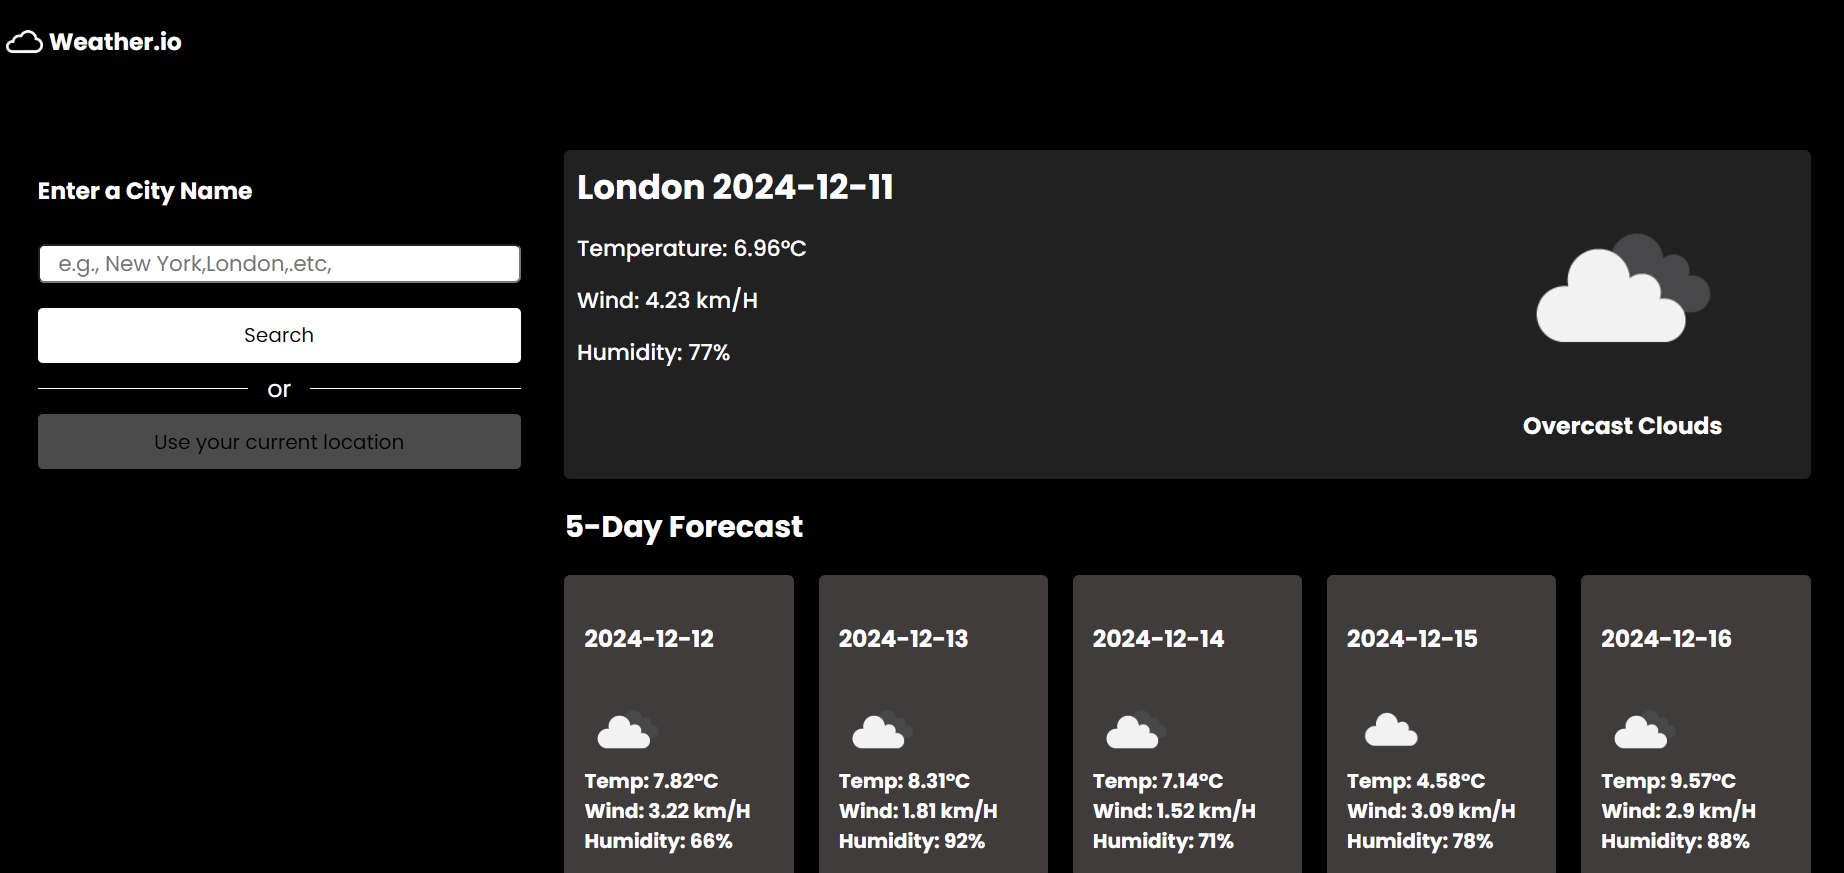 Weather.io
Enter a City Name
e.g., New York,London,.etc,
Search
or
Use your current location
London 2024-12-11
Temperature: 6.96°C
Wind: 4.23 km/H
Humidity: 77%
Overcast Clouds
5-Day Forecast
2024-12-12
Temp: 7.82°C
Wind: 3.22 km/H
Humidity: 66%
2024-12-13
Temp: 8.31°C
Wind: 1.81 km/H
Humidity: 92%
2024-12-14
Temp: 7.14°C
Wind: 1.52 km/H
Humidity: 71%
2024-12-15
Temp: 4.58°C
Wind: 3.09 km/H
Humidity: 78%
2024-12-16
Temp: 9.57°C
Wind: 2.9 km/H
Humidity: 88%